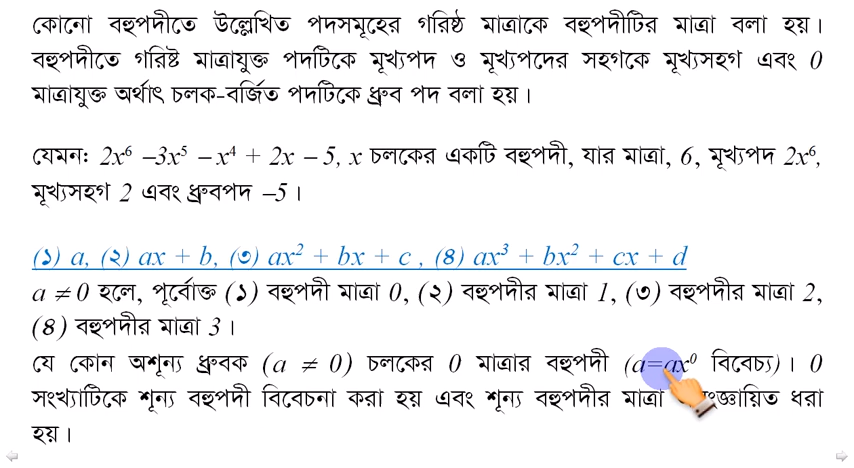 কোনো বহুপদীতে উল্লেখিত পদসমূহের গরিষ্ঠ মাত্রাকে বহুপদীটির মাত্রা বলা হয়।
বহুপদীতে গরিষ্ট মাত্রাযুক্ত পদটিকে মূখ্যপদ ও মূখ্যপদের সহগকে মূখ্যসহগ এবং 0
মাত্রাযুক্ত অর্থাৎ চলক-বর্জিত পদটিকে ধ্রুব পদ বলা হয়।
যেমন: 2x⁶ –3x⁵ – x⁴ + 2x – 5, x চলকের একটি বহুপদী, যার মাত্রা, 6, মূখ্যপদ 2x⁶,
মূখ্যসহগ 2 এবং ধ্রুবপদ –5।
(১) a, (২) ax + b, (৩) ax² + bx + c , (৪) ax³ + bx² + cx + d
a ≠ 0 হলে, পূর্বোক্ত (১) বহুপদী মাত্রা 0, (২) বহুপদীর মাত্রা 1, (৩) বহুপদীর মাত্রা 2,
(৪) বহুপদীর মাত্রা 3।
যে কোন অশূন্য ধ্রুবক (a ≠ 0) চলকের 0 মাত্রার বহুপদী (a=ax⁰ বিবেচ্য)। 0
সংখ্যাটিকে শূন্য বহুপদী বিবেচনা করা হয় এবং শূন্য বহুপদীর মাত্রা ধরা
হয়।